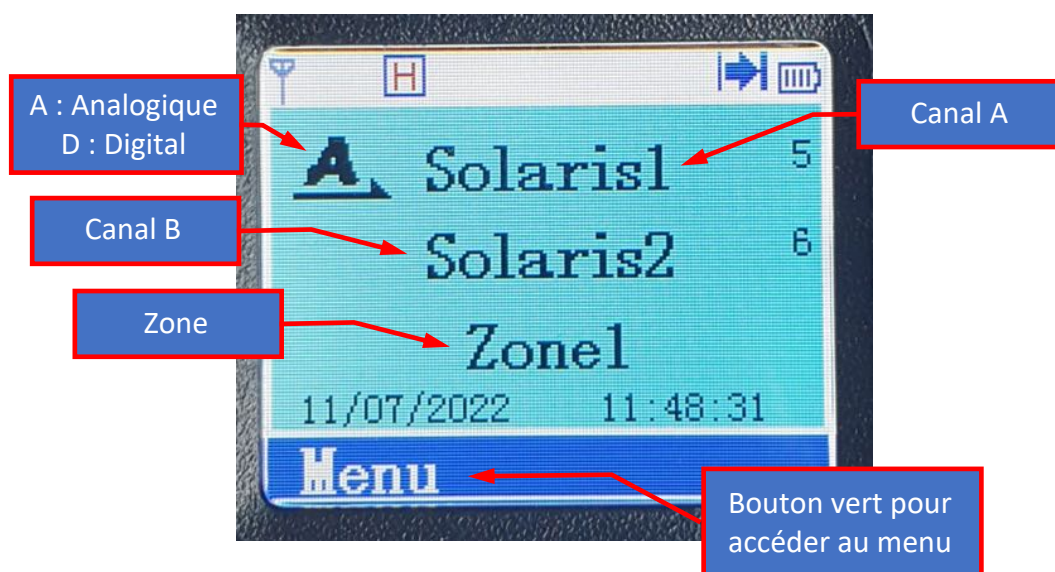 H
A : Analogique
D : Digital
Canal A
A
Solaris1
5
Canal B
Solaris2
6
Zone
Zone1
11/07/2022 11:48:31
Menu
Bouton vert pour
accéder au menu